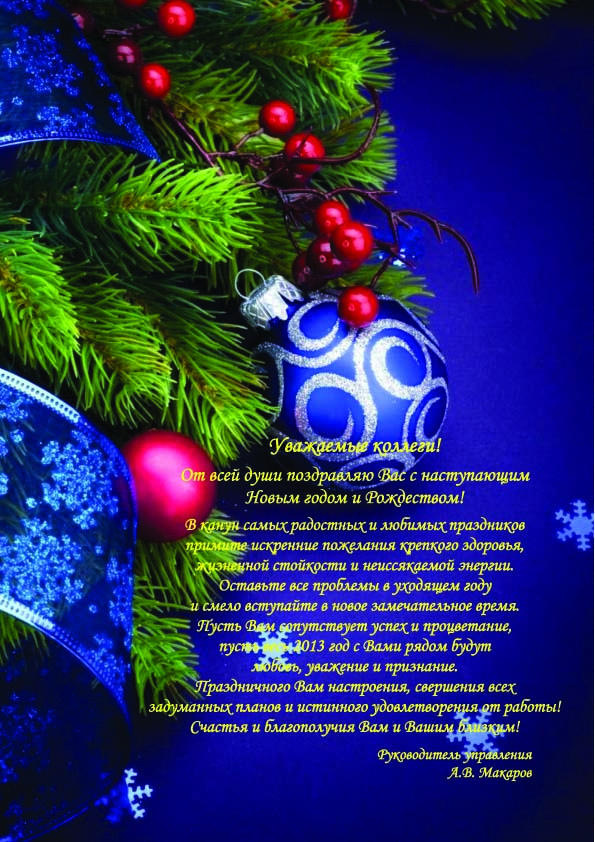 Уважаемые коллеги!
От всей души поздравляю Вас с наступающим
Новым годом и Рождеством!
В канун самых радостных и любимых праздников
примите искренние пожелания крепкого здоровья,
жизненной стойкости и неиссякаемой энергии.
Оставьте все проблемы в уходящем году
и смело вступайте в новое замечательное время.
Пусть Вам сопутствует успех и процветание,
пусть весь 2013 год с Вами рядом будут
любовь, уважение и признание.
Праздничного Вам настроения, свершения всех
задуманных планов и истинного удовлетворения от работы!
Счастья и благополучия Вам и Вашим близким!
Руководитель управления
А.В. Макаров